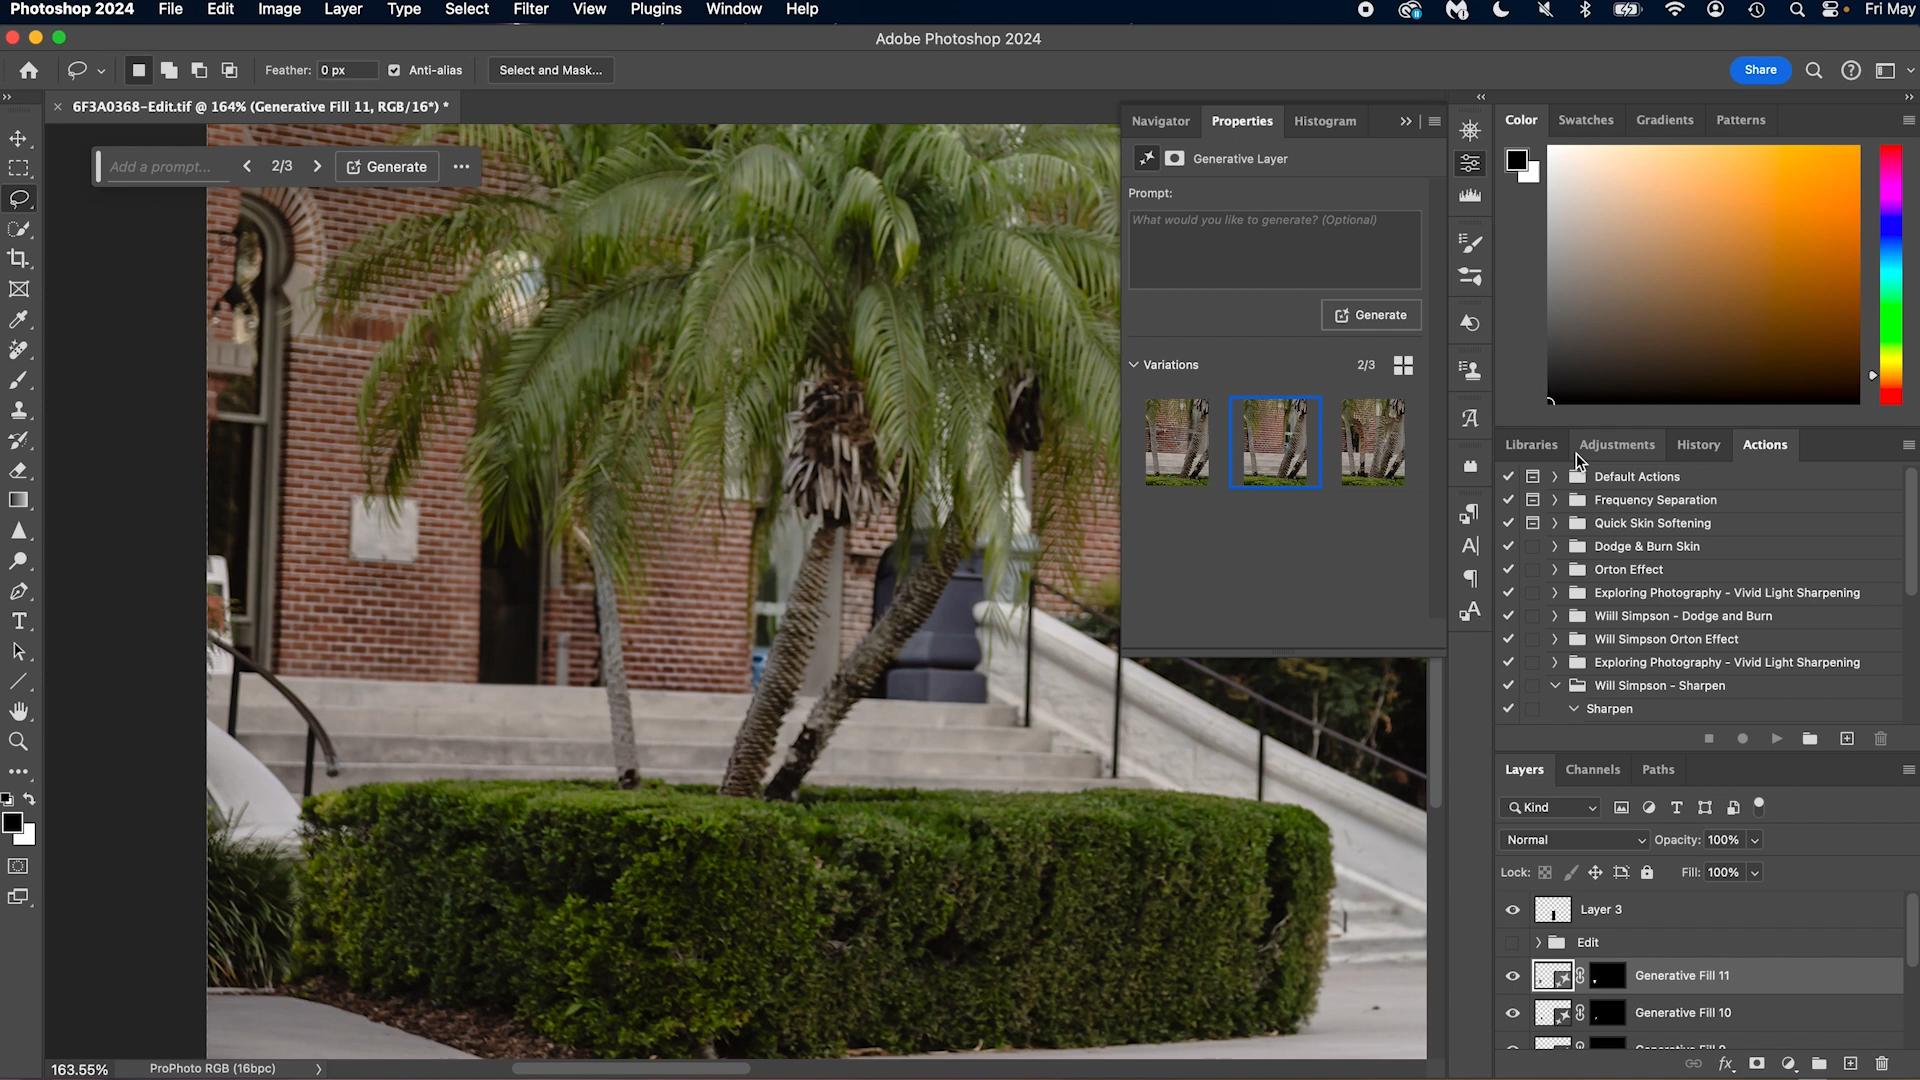 Photoshop 2024 File Edit Image Layer Type Select Filter View Plugins Window Help Fri May
Adobe Photoshop 2024
Feather: 0 px Anti-alias Select and Mask... Share
6F3A0368-Edit.tif @ 164% (Generative Fill 11, RGB/16*) *
Navigator Properties Histogram
Color Swatches Gradients Patterns
Add a prompt... 2/3 Generate
Generative Layer
Prompt:
What would you like to generate? (Optional)
Generate
Variations 2/3
Libraries Adjustments History Actions
Default Actions
Frequency Separation
Quick Skin Softening
Dodge & Burn Skin
Orton Effect
Exploring Photography - Vivid Light Sharpening
Wiill Simpson - Dodge and Burn
Will Simpson Orton Effect
Exploring Photography - Vivid Light Sharpening
Will Simpson - Sharpen
Sharpen
Layers Channels Paths
Kind
Normal Opacity: 100%
Lock: Fill: 100%
Layer 3
Edit
Generative Fill 11
Generative Fill 10
163.55% ProPhoto RGB (16bpc)